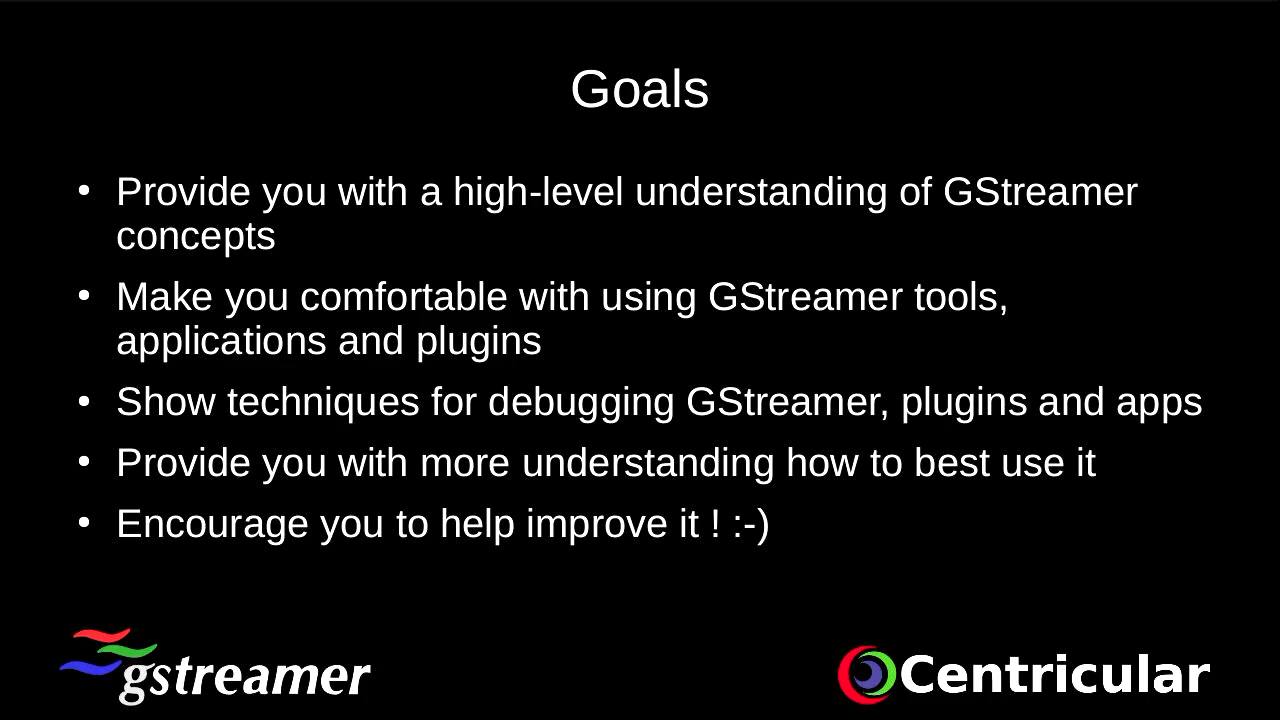 Goals
• Provide you with a high-level understanding of GStreamer
concepts
• Make you comfortable with using GStreamer tools,
applications and plugins
• Show techniques for debugging GStreamer, plugins and apps
• Provide you with more understanding how to best use it
• Encourage you to help improve it ! :-)
gstreamer
Centricular